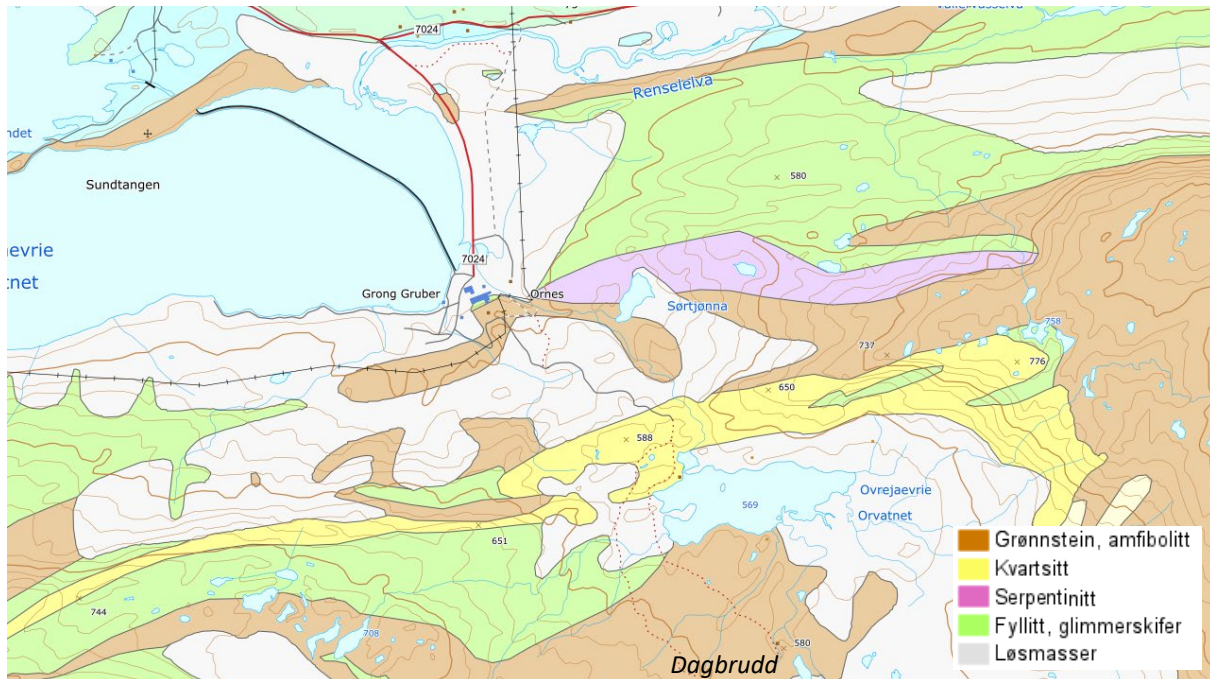 7024
Renselelva
580
Sundtangen
7024
Grong Gruber
Ornes
Sørtjønna
758
737
776
650
588
569
Ovrejaevrie
Orvatnet
651
744
708
580
Dagbrudd
Grønnstein, amfibolitt
Kvartsitt
Serpentinitt
Fyllitt, glimmerskifer
Løsmasser